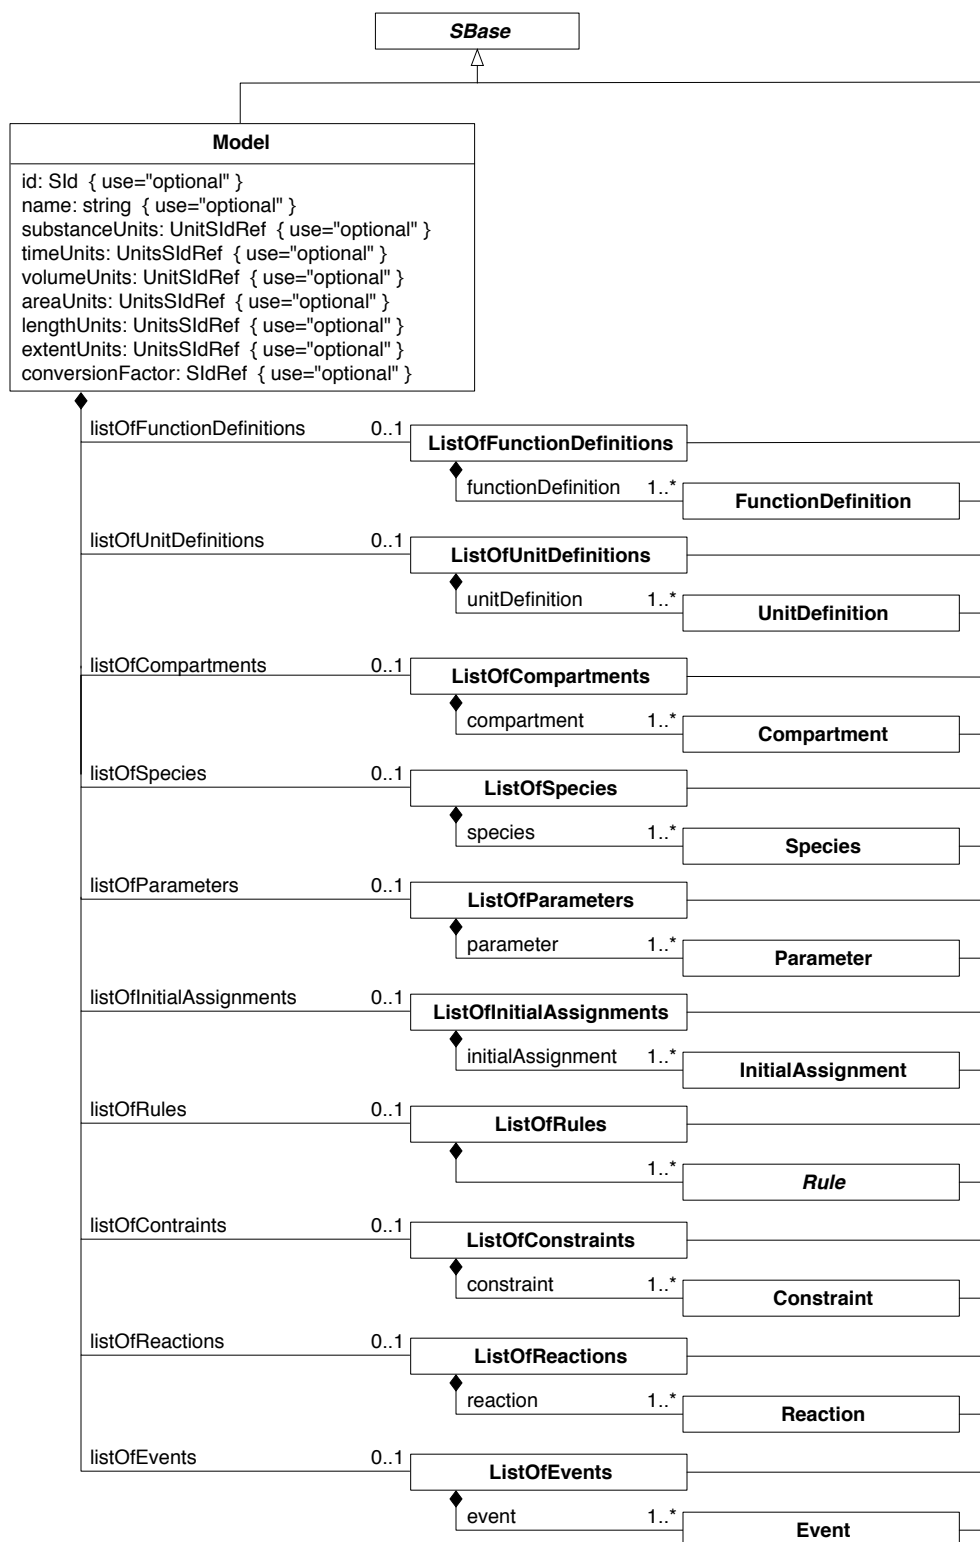 SBase
Model
id: SId { use="optional" }
name: string { use="optional" }
substanceUnits: UnitSIdRef { use="optional" }
timeUnits: UnitsSIdRef { use="optional" }
volumeUnits: UnitSIdRef { use="optional" }
areaUnits: UnitsSIdRef { use="optional" }
lengthUnits: UnitsSIdRef { use="optional" }
extentUnits: UnitsSIdRef { use="optional" }
conversionFactor: SIdRef { use="optional" }
listOfFunctionDefinitions 0..1 ListOfFunctionDefinitions
functionDefinition 1..* FunctionDefinition
listOfUnitDefinitions 0..1 ListOfUnitDefinitions
unitDefinition 1..* UnitDefinition
listOfCompartments 0..1 ListOfCompartments
compartment 1..* Compartment
listOfSpecies 0..1 ListOfSpecies
species 1..* Species
listOfParameters 0..1 ListOfParameters
parameter 1..* Parameter
listOfInitialAssignments 0..1 ListOfInitialAssignments
initialAssignment 1..* InitialAssignment
listOfRules 0..1 ListOfRules
1..* Rule
listOfContraints 0..1 ListOfConstraints
constraint 1..* Constraint
listOfReactions 0..1 ListOfReactions
reaction 1..* Reaction
listOfEvents 0..1 ListOfEvents
event 1..* Event